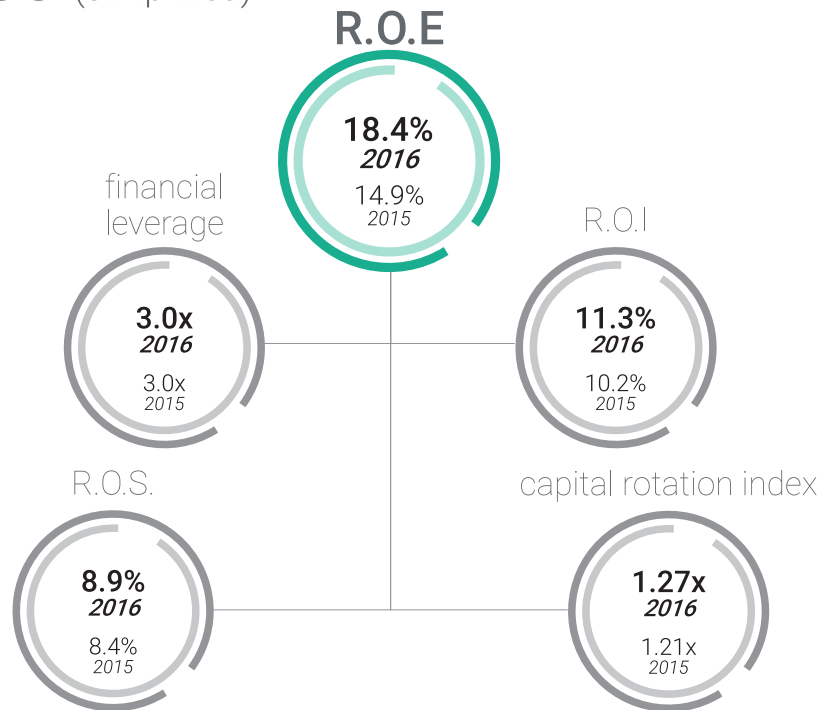 R.O.E
18.4%
2016
14.9%
2015
financial
leverage
3.0x
2016
3.0x
2015
R.O.I
11.3%
2016
10.2%
2015
R.O.S.
8.9%
2016
8.4%
2015
capital rotation index
1.27x
2016
1.21x
2015